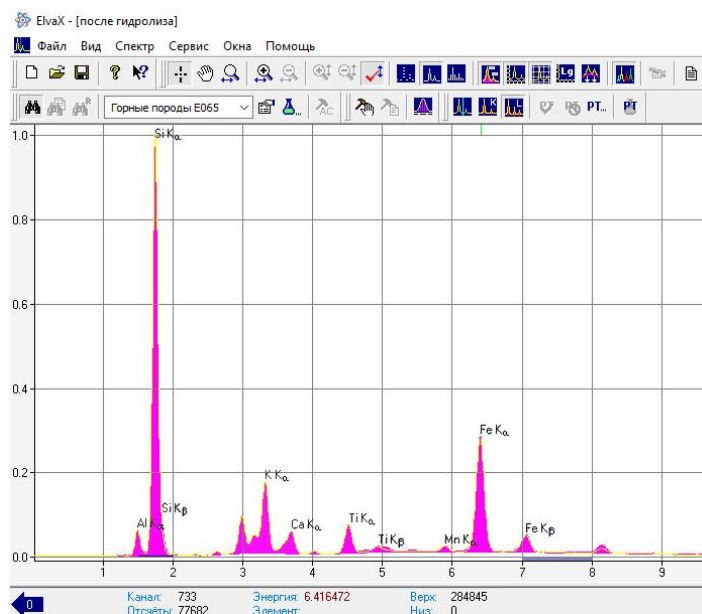 ElvaX - [после гидролиза]
Файл Вид Спектр Сервис Окна Помощь
Lg
Горные породы E065
AC
K
L
PT...
PT
1.0
Si Kα
0.8
0.6
0.4
0.2
0.0
Al Kα
Si Kβ
K Kα
Ca Kα
Ti Kα
Ti Kβ
Mn Kα
Fe Kα
Fe Kβ
1 2 3 4 5 6 7 8 9
0
Канал: 733 Энергия: 6.416472 Верх: 284845
Отсчёты: 77682 Элемент: Низ: 0